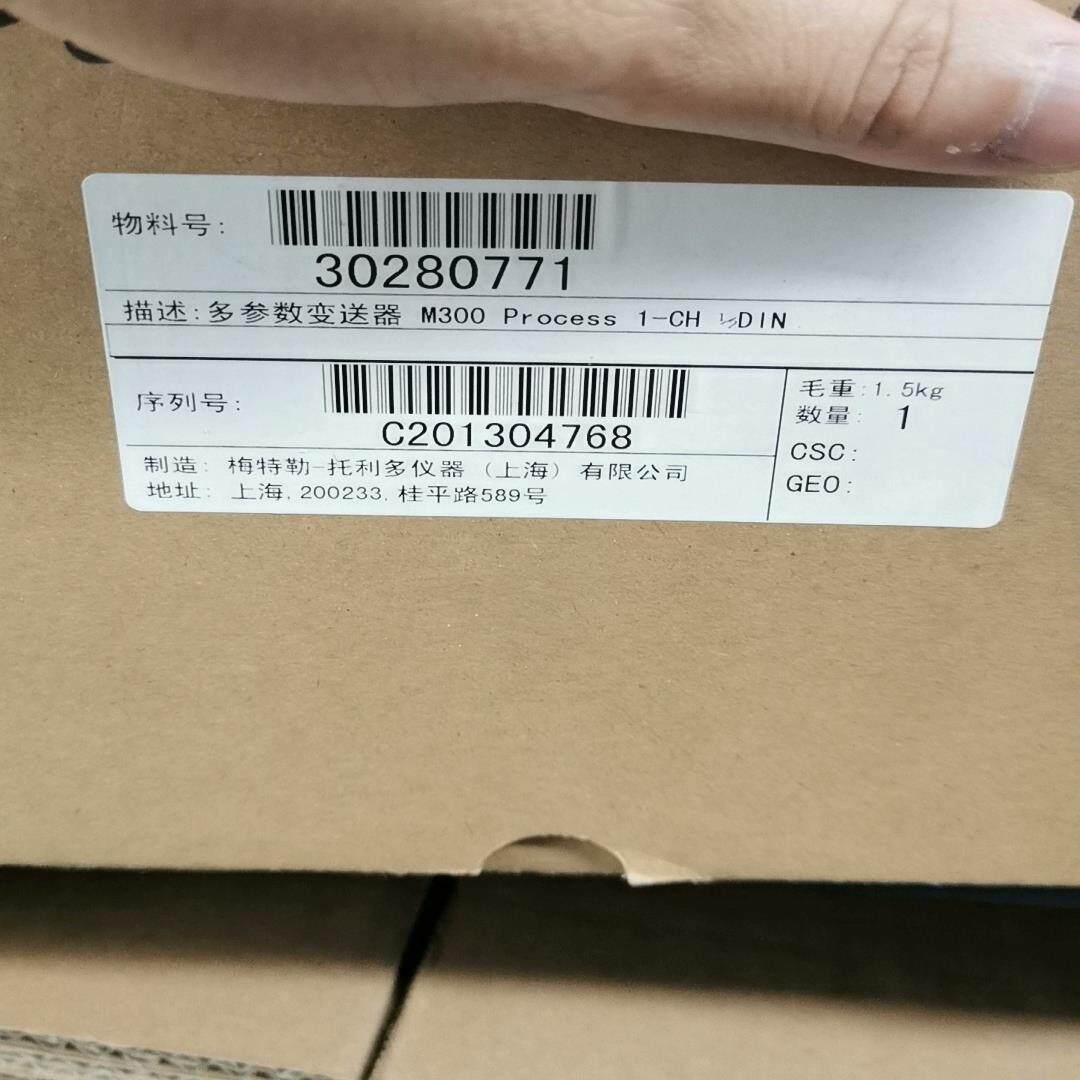 物料号:
30280771
描述:多参数变送器 M300 Process 1-CH ½DIN
序列号:
C201304768
制造: 梅特勒-托利多仪器(上海)有限公司
地址: 上海,200233,桂平路589号
毛重:1.5kg
数量: 1
CSC:
GEO: